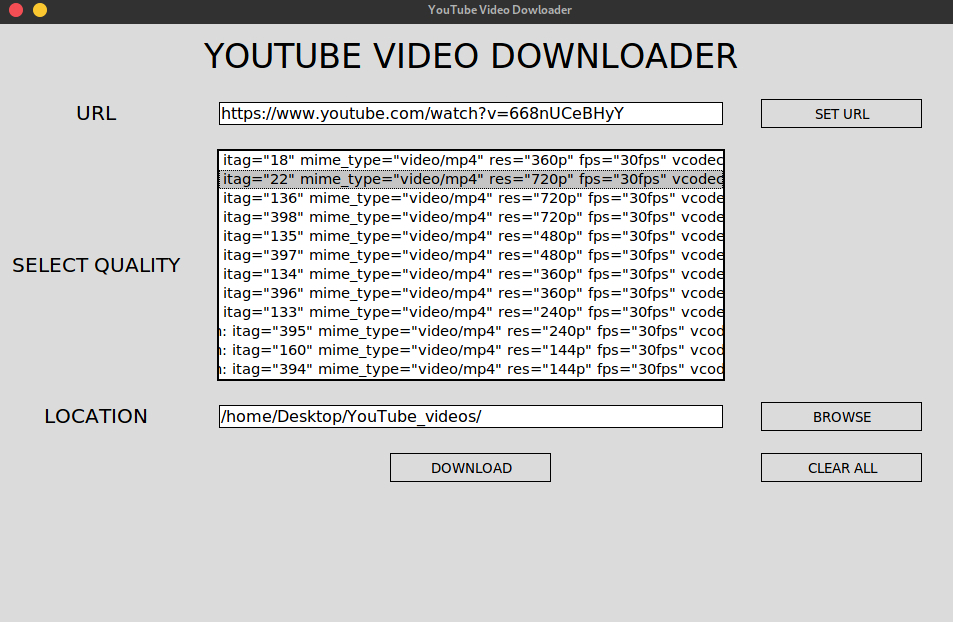 YouTube Video Dowloader
YOUTUBE VIDEO DOWNLOADER
URL
https://www.youtube.com/watch?v=668nUCeBHyY
SET URL
itag="18" mime_type="video/mp4" res="360p" fps="30fps" vcodec
itag="22" mime_type="video/mp4" res="720p" fps="30fps" vcodec
itag="136" mime_type="video/mp4" res="720p" fps="30fps" vcode
itag="398" mime_type="video/mp4" res="720p" fps="30fps" vcode
itag="135" mime_type="video/mp4" res="480p" fps="30fps" vcode
itag="397" mime_type="video/mp4" res="480p" fps="30fps" vcode
SELECT QUALITY
itag="134" mime_type="video/mp4" res="360p" fps="30fps" vcode
itag="396" mime_type="video/mp4" res="360p" fps="30fps" vcode
itag="133" mime_type="video/mp4" res="240p" fps="30fps" vcode
: itag="395" mime_type="video/mp4" res="240p" fps="30fps" vcod
: itag="160" mime_type="video/mp4" res="144p" fps="30fps" vcod
: itag="394" mime_type="video/mp4" res="144p" fps="30fps" vcod
LOCATION
/home/Desktop/YouTube_videos/
BROWSE
DOWNLOAD
CLEAR ALL